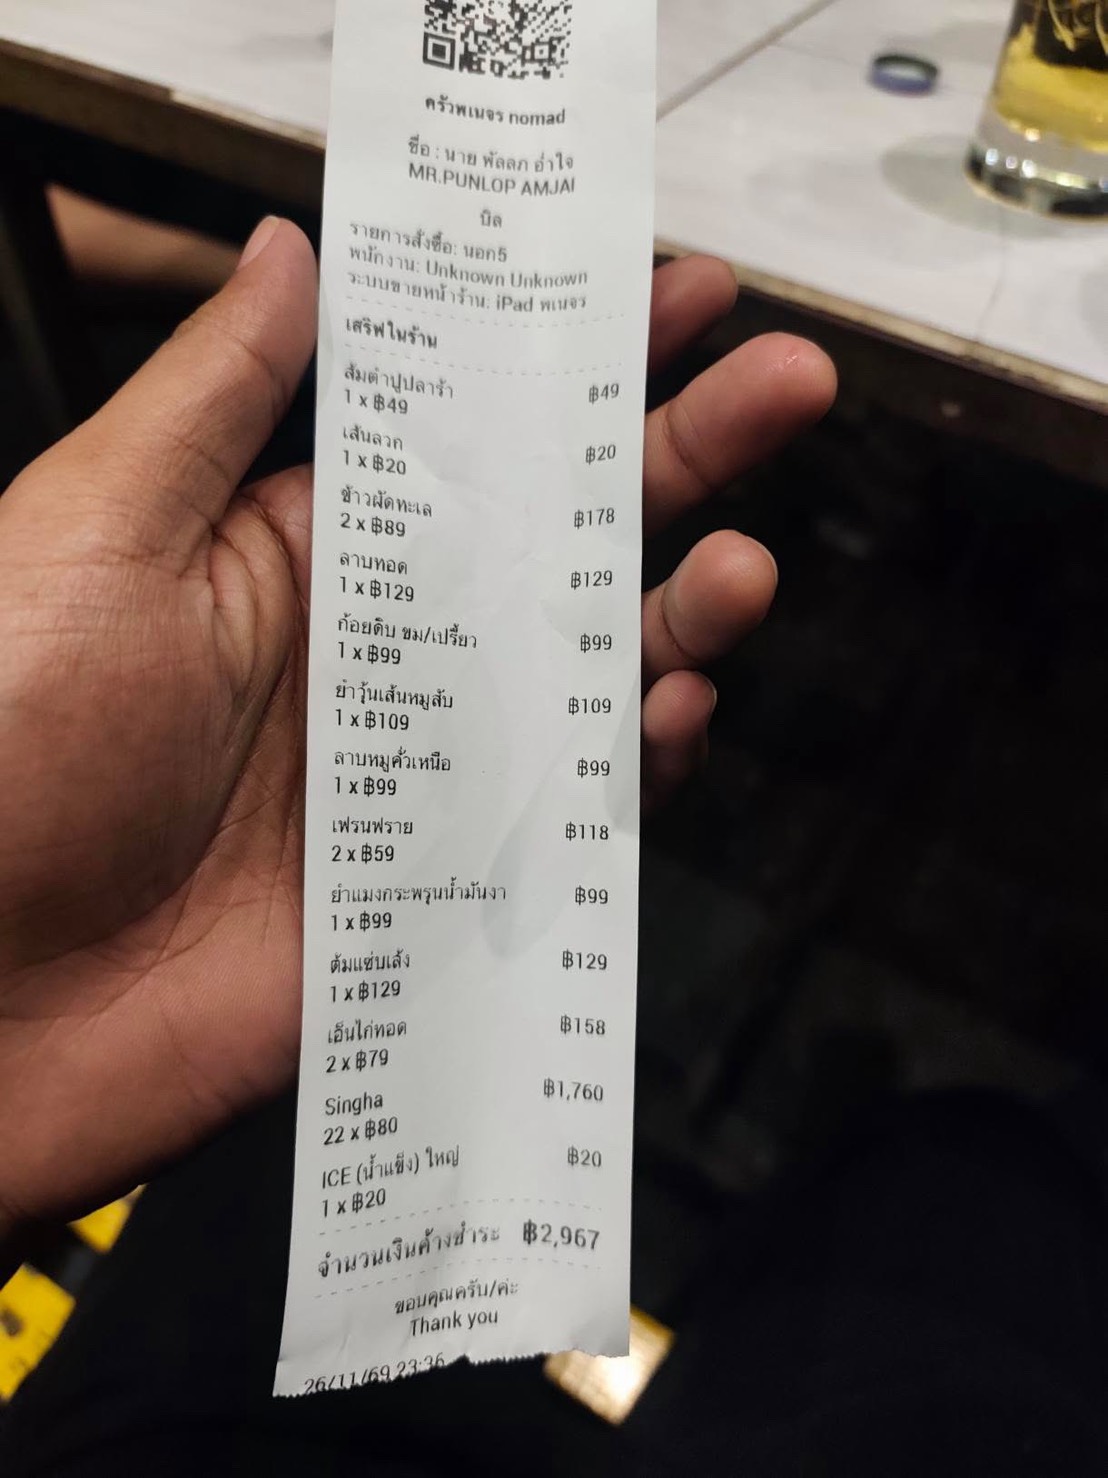 ครัวพเนจร nomad
ชื่อ : นาย พัลลภ อ่ำใจ
MR.PUNLOP AMJAI
บิล
รายการสั่งซื้อ: นอก5
พนักงาน: Unknown Unknown
ระบบขายหน้าร้าน: iPad พเนจร
เสริฟในร้าน
ส้มตำปูปลาร้า ฿49
1 x ฿49
เส้นลวก ฿20
1 x ฿20
ข้าวผัดทะเล ฿178
2 x ฿89
ลาบทอด ฿129
1 x ฿129
ก้อยดิบ ขม/เปรี้ยว ฿99
1 x ฿99
ยำวุ้นเส้นหมูสับ ฿109
1 x ฿109
ลาบหมูคั่วเหนือ ฿99
1 x ฿99
เฟรนฟราย ฿118
2 x ฿59
ยำแมงกระพรุนน้ำมันงา ฿99
1 x ฿99
ต้มแซ่บเล้ง ฿129
1 x ฿129
เอ็นไก่ทอด ฿158
2 x ฿79
Singha ฿1,760
22 x ฿80
ICE (น้ำแข็ง) ใหญ่ ฿20
1 x ฿20
จำนวนเงินค้างชำระ ฿2,967
ขอบคุณครับ/ค่ะ
Thank you
26/11/69 23:36